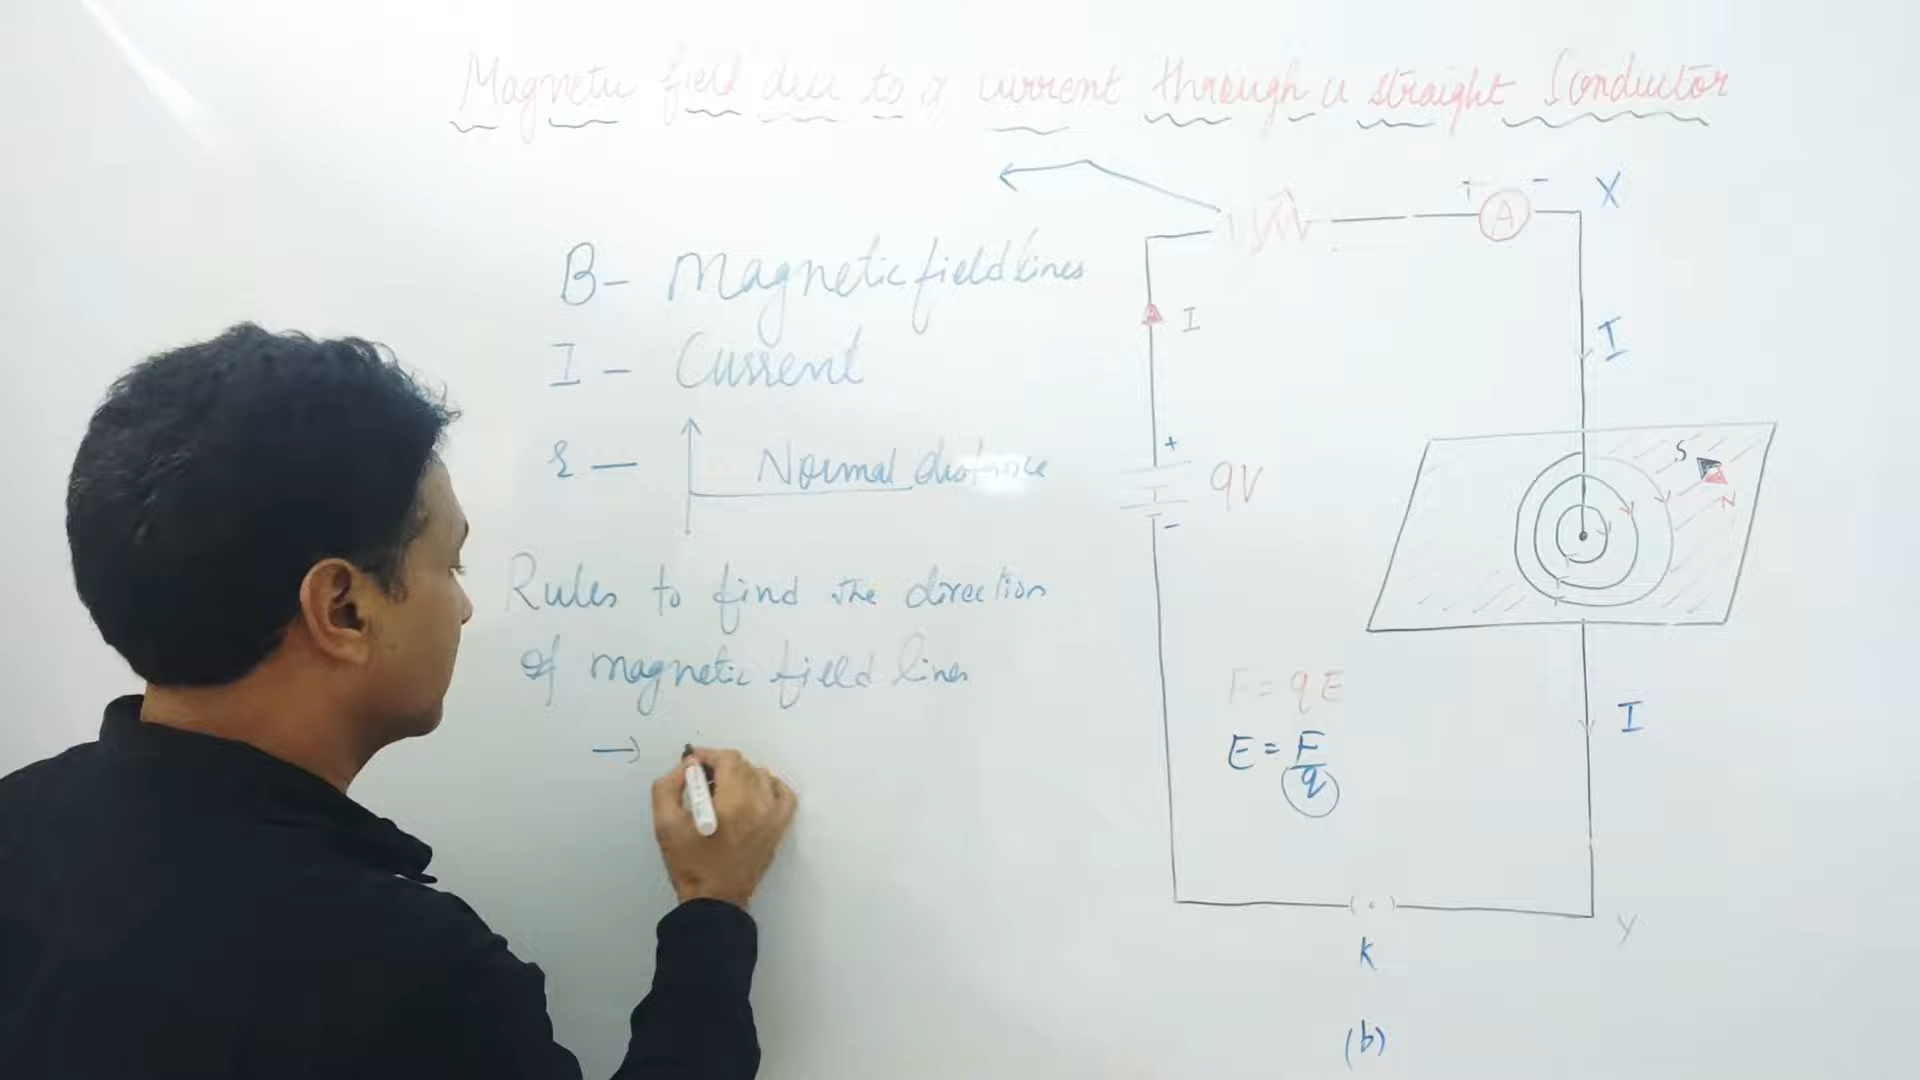 Magnetic field due to a current through a straight Conductor
B- Magnetic field lines
I - Current
r - Normal distance
Rules to find the direction
of magnetic field lines
→
+ -
A
X
I
I
+
9V
-
S
N
F = qE
E = F/q
I
Y
K
(b)